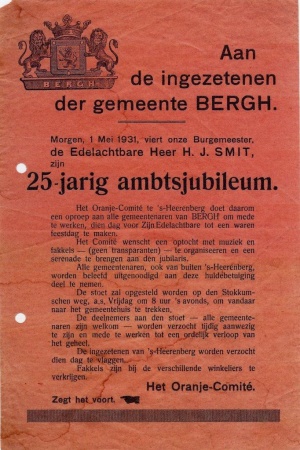 BERGH
Aan
de ingezetenen
der gemeente BERGH.
Morgen, 1 Mei 1931, viert onze Burgemeester,
de Edelachtbare Heer H. J. SMIT,
zijn
25-jarig ambtsjubileum.
Het Oranje-Comité te 's-Heerenberg doet daarom
een oproep aan alle gemeentenaren van BERGH om mede
te werken, dien dag voor Zijn Edelachtbare tot een waren
feestdag te maken.
Het Comité wenscht een optocht met muziek en
fakkels — (geen transparanten) — te organiseeren en een
serenade te brengen aan den jubilaris.
Alle gemeentenaren, ook van buiten 's-Heerenberg,
worden beleefd uitgenoodigd aan deze huldebetuiging
deel te nemen.
De stoet zal opgesteld worden op den Stokkum-
schen weg, a.s. Vrijdag om 8 uur 's avonds, om vandaar
naar het gemeentehuis te trekken.
De deelnemers aan den stoet — alle gemeente-
naren zijn welkom — worden verzocht tijdig aanwezig
te zijn en mede te werken tot een ordelijk verloop van
het geheel.
De ingezetenen van 's-Heerenberg worden verzocht
dien dag te vlaggen.
Fakkels zijn bij de verschillende winkeliers te
verkrijgen.
Het Oranje-Comité.
Zegt het voort.